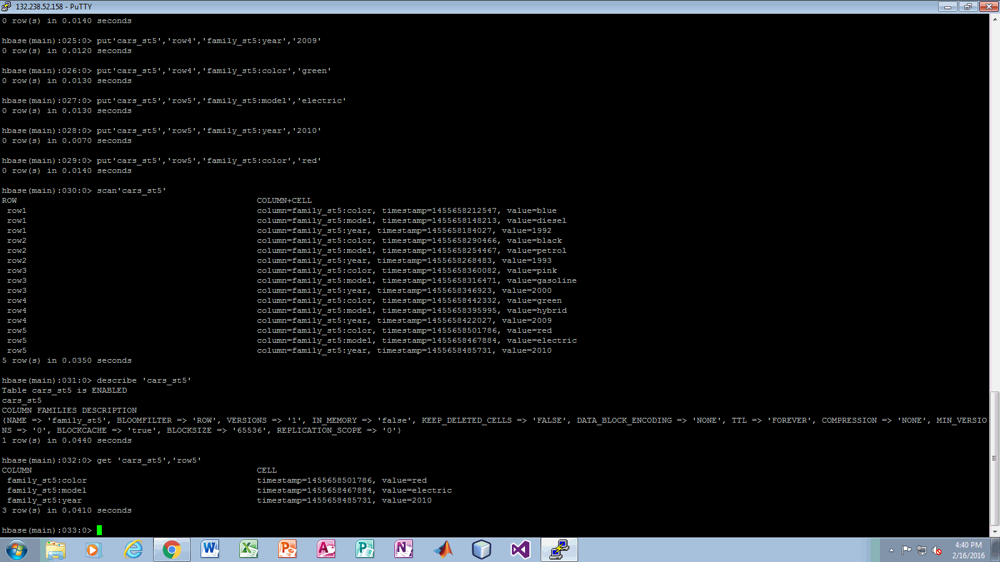 132.238.52.158 - PuTTY
0 row(s) in 0.0140 seconds
hbase(main):025:0> put'cars_st5','row4','family_st5:year','2009'
0 row(s) in 0.0120 seconds
hbase(main):026:0> put'cars_st5','row4','family_st5:color','green'
0 row(s) in 0.0130 seconds
hbase(main):027:0> put'cars_st5','row5','family_st5:model','electric'
0 row(s) in 0.0130 seconds
hbase(main):028:0> put'cars_st5','row5','family_st5:year','2010'
0 row(s) in 0.0070 seconds
hbase(main):029:0> put'cars_st5','row5','family_st5:color','red'
0 row(s) in 0.0140 seconds
hbase(main):030:0> scan'cars_st5'
ROW COLUMN+CELL
row1 column=family_st5:color, timestamp=1455658212547, value=blue
row1 column=family_st5:model, timestamp=1455658148213, value=diesel
row1 column=family_st5:year, timestamp=1455658184027, value=1992
row2 column=family_st5:color, timestamp=1455658290466, value=black
row2 column=family_st5:model, timestamp=1455658254467, value=petrol
row2 column=family_st5:year, timestamp=1455658268483, value=1993
row3 column=family_st5:color, timestamp=1455658360082, value=pink
row3 column=family_st5:model, timestamp=1455658316471, value=gasoline
row3 column=family_st5:year, timestamp=1455658346923, value=2000
row4 column=family_st5:color, timestamp=1455658442332, value=green
row4 column=family_st5:model, timestamp=1455658395995, value=hybrid
row4 column=family_st5:year, timestamp=1455658422027, value=2009
row5 column=family_st5:color, timestamp=1455658501786, value=red
row5 column=family_st5:model, timestamp=1455658467884, value=electric
row5 column=family_st5:year, timestamp=1455658485731, value=2010
5 row(s) in 0.0350 seconds
hbase(main):031:0> describe 'cars_st5'
Table cars_st5 is ENABLED
cars_st5
COLUMN FAMILIES DESCRIPTION
{NAME => 'family_st5', BLOOMFILTER => 'ROW', VERSIONS => '1', IN_MEMORY => 'false', KEEP_DELETED_CELLS => 'FALSE', DATA_BLOCK_ENCODING => 'NONE', TTL => 'FOREVER', COMPRESSION => 'NONE', MIN_VERSIO
NS => '0', BLOCKCACHE => 'true', BLOCKSIZE => '65536', REPLICATION_SCOPE => '0'}
1 row(s) in 0.0440 seconds
hbase(main):032:0> get 'cars_st5','row5'
COLUMN CELL
family_st5:color timestamp=1455658501786, value=red
family_st5:model timestamp=1455658467884, value=electric
family_st5:year timestamp=1455658485731, value=2010
3 row(s) in 0.0410 seconds
hbase(main):033:0>
4:40 PM
2/16/2016